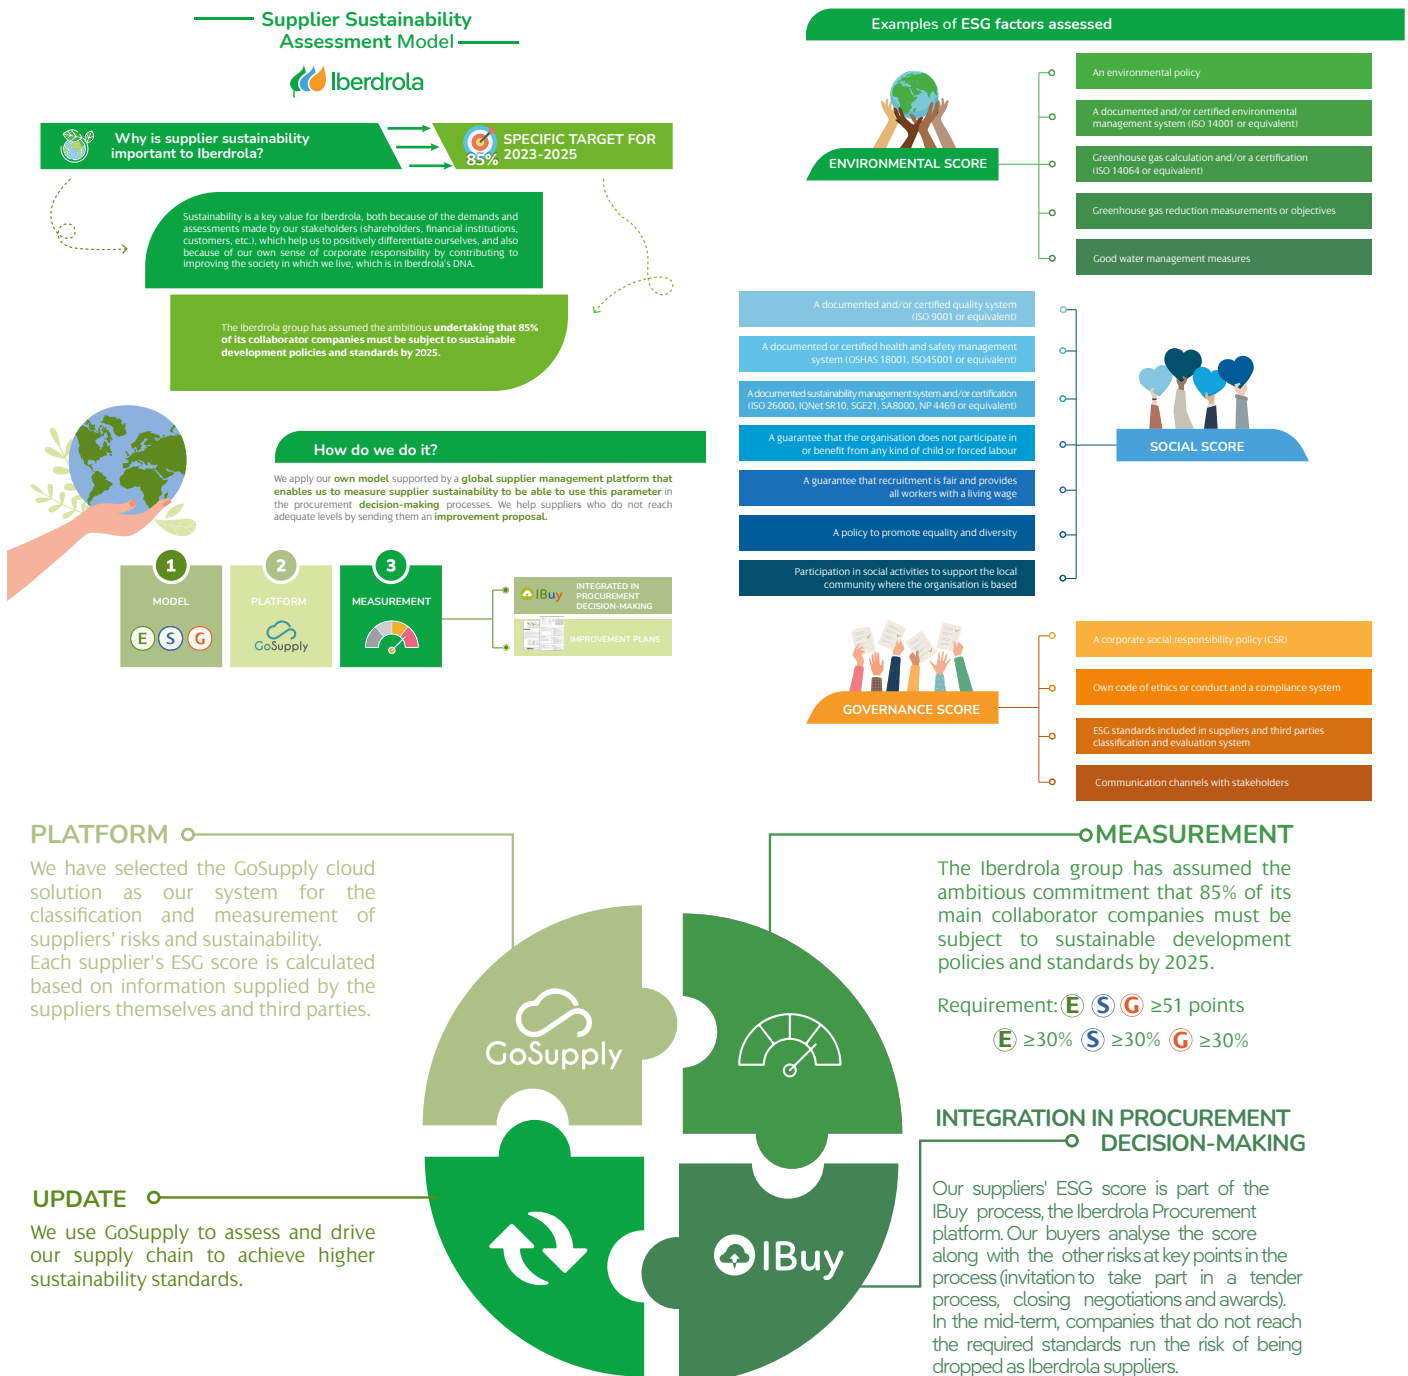 Supplier Sustainability
Assessment Model
Iberdrola
Why is supplier sustainability
important to Iberdrola?
85%
SPECIFIC TARGET FOR
2023-2025
Sustainability is a key value for Iberdrola, both because of the demands and
assessments made by our stakeholders (shareholders, financial institutions,
customers, etc.), which help us to positively differentiate ourselves, and also
because of our own sense of corporate responsibility by contributing to
improving the society in which we live, which is in Iberdrola's DNA.
The Iberdrola group has assumed the ambitious undertaking that 85%
of its collaborator companies must be subject to sustainable
development policies and standards by 2025.
How do we do it?
We apply our own model supported by a global supplier management platform that
enables us to measure supplier sustainability to be able to use this parameter in
the procurement decision-making processes. We help suppliers who do not reach
adequate levels by sending them an improvement proposal.
1
MODEL
E S G
2
PLATFORM
GoSupply
3
MEASUREMENT
IBuy
INTEGRATED IN
PROCUREMENT
DECISION-MAKING
IMPROVEMENT PLANS
Examples of ESG factors assessed
ENVIRONMENTAL SCORE
An environmental policy
A documented and/or certified environmental
management system (ISO 14001 or equivalent)
Greenhouse gas calculation and/or a certification
(ISO 14064 or equivalent)
Greenhouse gas reduction measurements or objectives
Good water management measures
A documented and/or certified quality system
(ISO 9001 or equivalent)
A documented or certified health and safety management
system (OSHAS 18001, ISO45001 or equivalent)
A documented sustainability management system and/or certification
(ISO 26000, IQNet SR10, SGE21, SA8000, NP 4469 or equivalent)
A guarantee that the organisation does not participate in
or benefit from any kind of child or forced labour
A guarantee that recruitment is fair and provides
all workers with a living wage
A policy to promote equality and diversity
Participation in social activities to support the local
community where the organisation is based
SOCIAL SCORE
GOVERNANCE SCORE
A corporate social responsibility policy (CSR)
Own code of ethics or conduct and a compliance system
ESG standards included in suppliers and third parties
classification and evaluation system
Communication channels with stakeholders
PLATFORM
We have selected the GoSupply cloud
solution as our system for the
classification and measurement of
suppliers' risks and sustainability.
Each supplier's ESG score is calculated
based on information supplied by the
suppliers themselves and third parties.
GoSupply
MEASUREMENT
The Iberdrola group has assumed the
ambitious commitment that 85% of its
main collaborator companies must be
subject to sustainable development
policies and standards by 2025.
Requirement: E S G ≥51 points
E ≥30% S ≥30% G ≥30%
UPDATE
We use GoSupply to assess and drive
our supply chain to achieve higher
sustainability standards.
IBuy
INTEGRATION IN PROCUREMENT
DECISION-MAKING
Our suppliers' ESG score is part of the
IBuy process, the Iberdrola Procurement
platform. Our buyers analyse the score
along with the other risks at key points in the
process (invitation to take part in a tender
process, closing negotiations and awards).
In the mid-term, companies that do not reach
the required standards run the risk of being
dropped as Iberdrola suppliers.